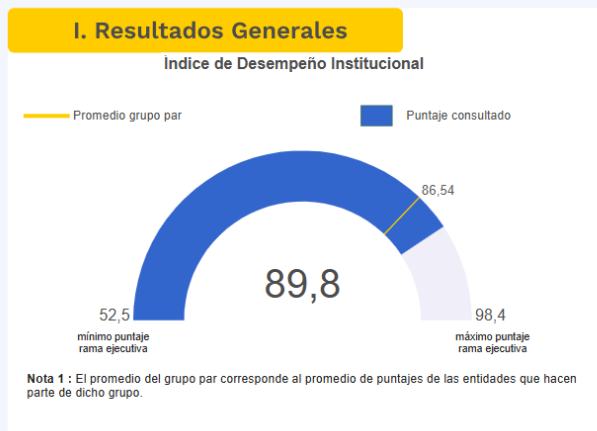 I. Resultados Generales
Índice de Desempeño Institucional
Promedio grupo par
Puntaje consultado
86,54
89,8
52,5
98,4
mínimo puntaje
rama ejecutiva
máximo puntaje
rama ejecutiva
Nota 1 : El promedio del grupo par corresponde al promedio de puntajes de las entidades que hacen
parte de dicho grupo.